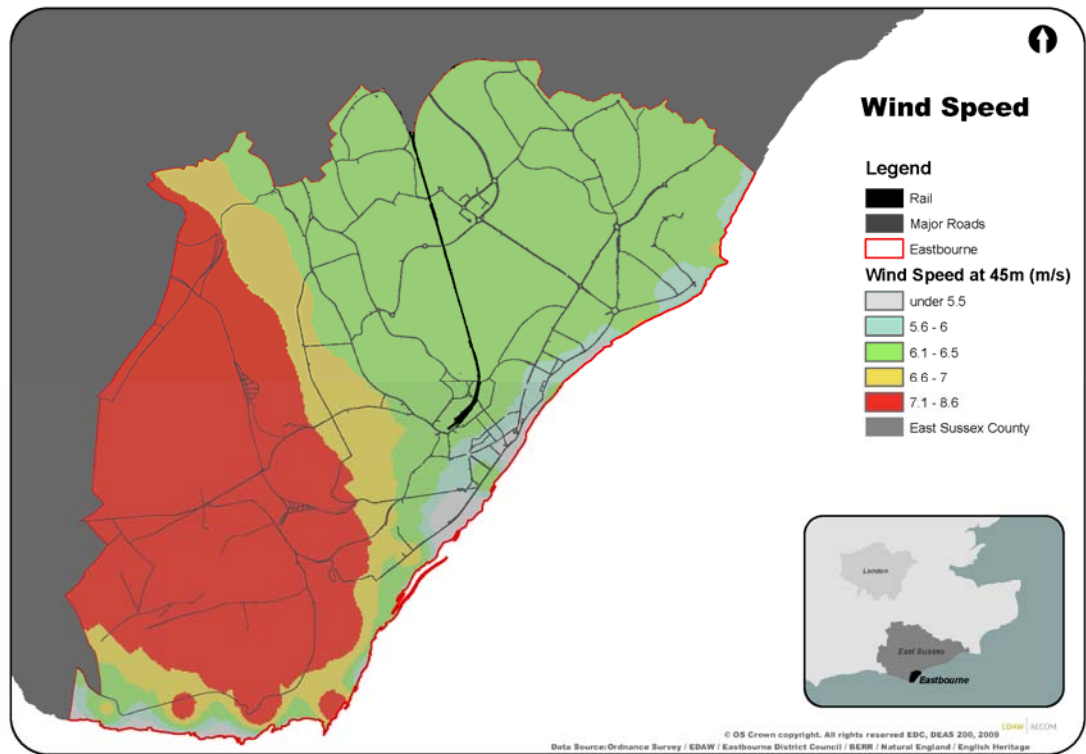 Wind Speed
Legend
Rail
Major Roads
Eastbourne
Wind Speed at 45m (m/s)
under 5.5
5.6 - 6
6.1 - 6.5
6.6 - 7
7.1 - 8.6
East Sussex County
London
East Sussex
Eastbourne
EDAW | AECOM
© OS Crown copyright. All rights reserved EDC, DEAS 200, 2009
Data Source:Ordnance Survey / EDAW / Eastbourne District Council / BERR / Natural England / English Heritage